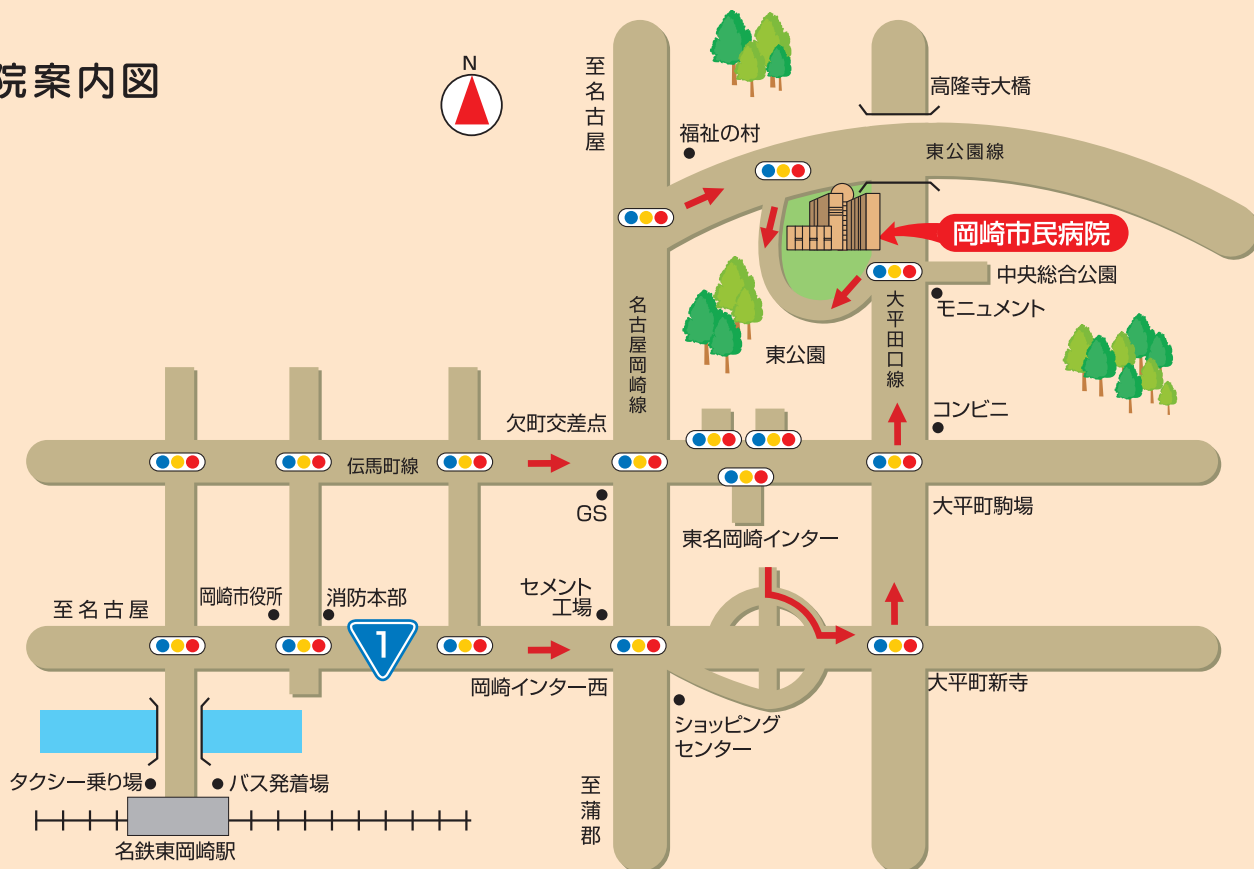 院案内図
N
至名古屋
高隆寺大橋
福祉の村
東公園線
岡崎市民病院
中央総合公園
モニュメント
名古屋岡崎線
大平田口線
東公園
コンビニ
欠町交差点
伝馬町線
GS
大平町駒場
東名岡崎インター
セメント
工場
岡崎市役所
消防本部
至名古屋
1
岡崎インター西
大平町新寺
ショッピング
センター
タクシー乗り場
バス発着場
至蒲郡
名鉄東岡崎駅